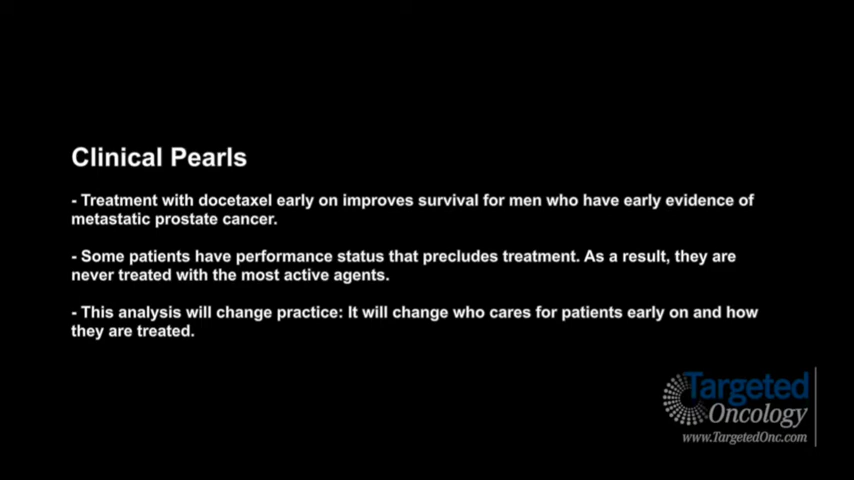 Clinical Pearls
- Treatment with docetaxel early on improves survival for men who have early evidence of
metastatic prostate cancer.
- Some patients have performance status that precludes treatment. As a result, they are
never treated with the most active agents.
- This analysis will change practice: It will change who cares for patients early on and how
they are treated.
Targeted
Oncology
www.TargetedOnc.com